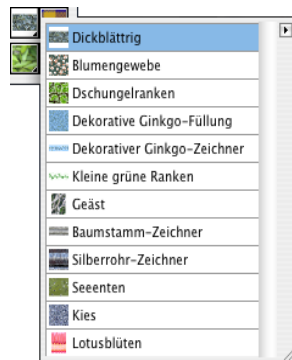 Dickblättrig
Blumengewebe
Dschungelranken
Dekorative Ginkgo-Füllung
Dekorativer Ginkgo-Zeichner
Kleine grüne Ranken
Geäst
Baumstamm-Zeichner
Silberrohr-Zeichner
Seeenten
Kies
Lotusblüten